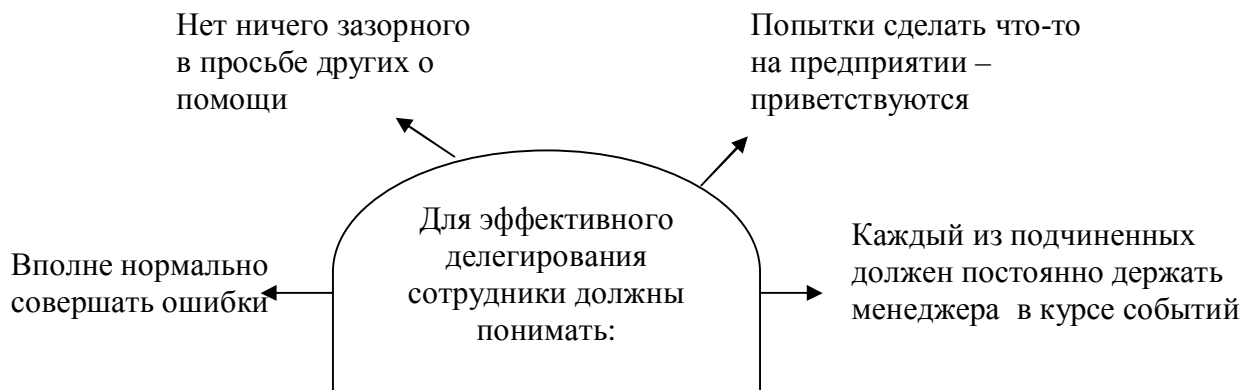 Нет ничего зазорного
в просьбе других о
помощи
Попытки сделать что-то
на предприятии –
приветствуются
Для эффективного
делегирования
сотрудники должны
понимать:
Вполне нормально
совершать ошибки
Каждый из подчиненных
должен постоянно держать
менеджера в курсе событий